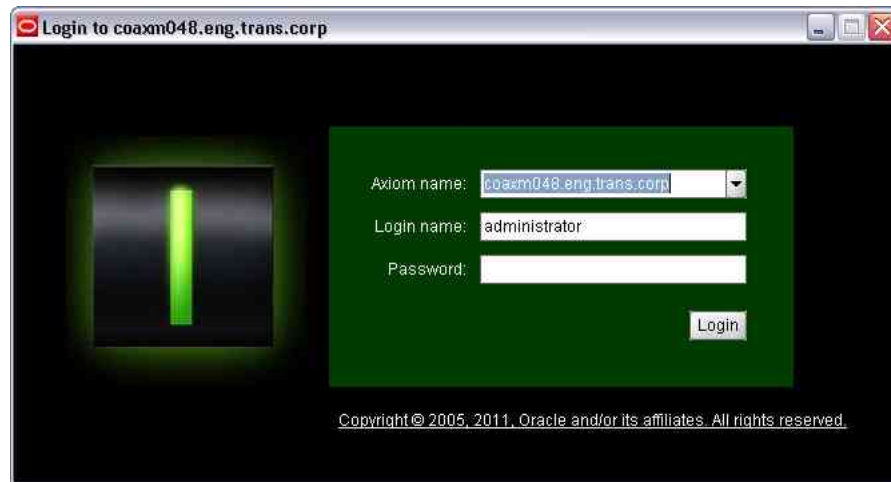 Login to coaxm048.eng.trans.corp
Axiom name: coaxm048.eng.trans.corp
Login name: administrator
Password:
Login
Copyright © 2005, 2011, Oracle and/or its affiliates. All rights reserved.